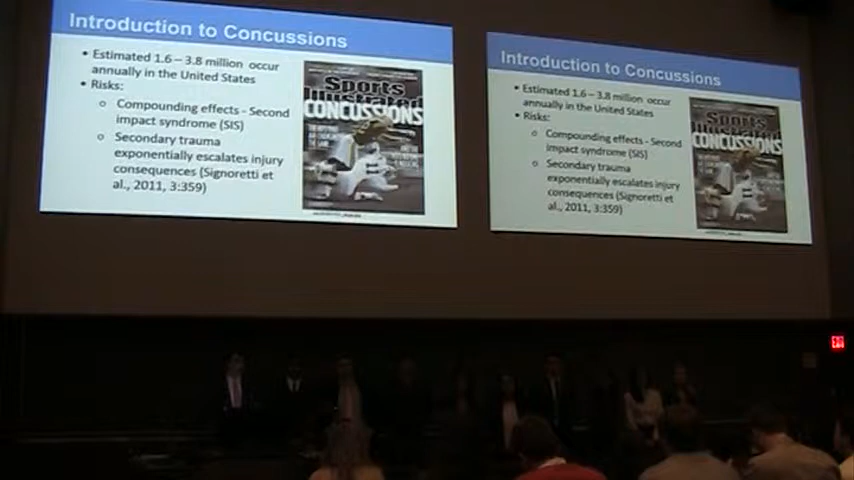 Introduction to Concussions
• Estimated 1.6 – 3.8 million occur
annually in the United States
• Risks:
o Compounding effects - Second
impact syndrome (SIS)
o Secondary trauma
exponentially escalates injury
consequences (Signoretti et
al., 2011, 3:359)
Sports
Illustrated
CONCUSSIONS
Introduction to Concussions
• Estimated 1.6 – 3.8 million occur
annually in the United States
• Risks:
o Compounding effects - Second
impact syndrome (SIS)
o Secondary trauma
exponentially escalates injury
consequences (Signoretti et
al., 2011, 3:359)
Sports
Illustrated
CONCUSSIONS
EXIT